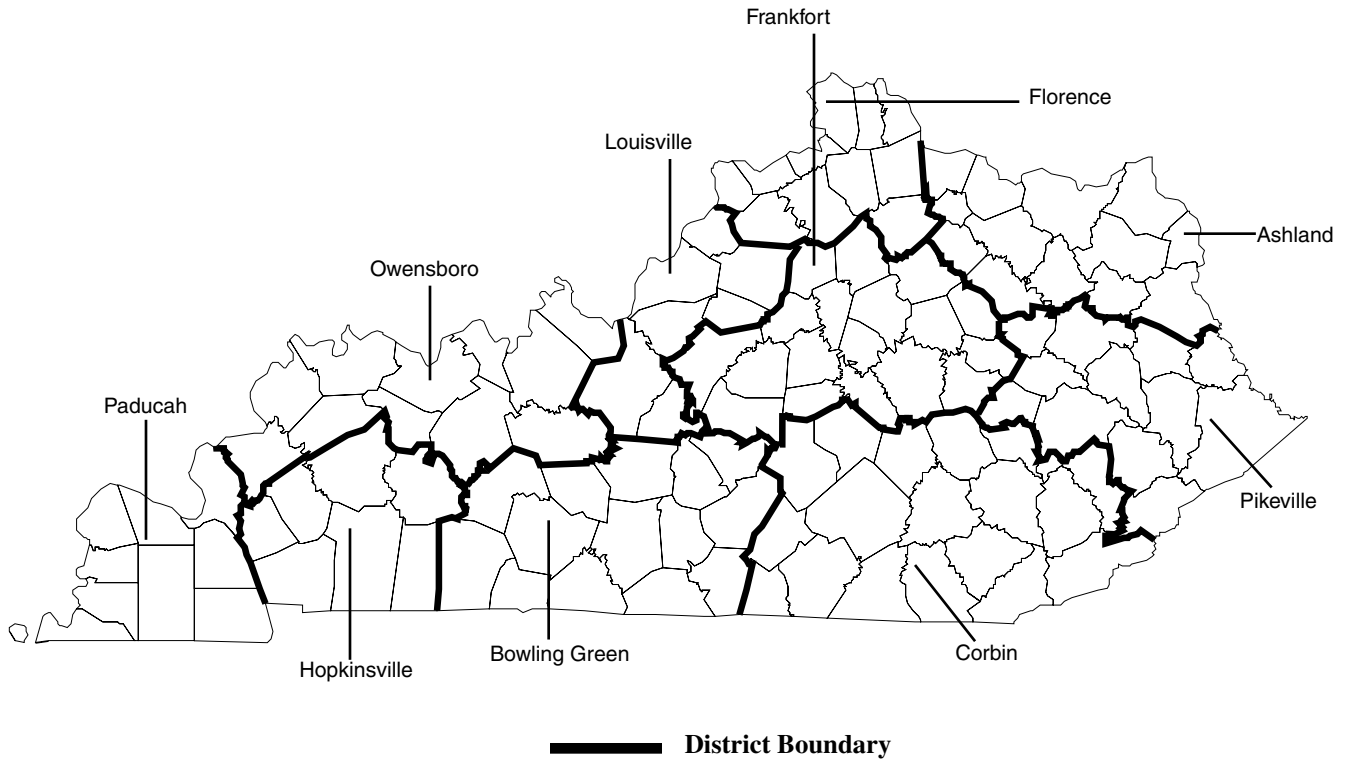 Frankfort
Florence
Louisville
Ashland
Owensboro
Paducah
Pikeville
Hopkinsville
Bowling Green
Corbin
District Boundary